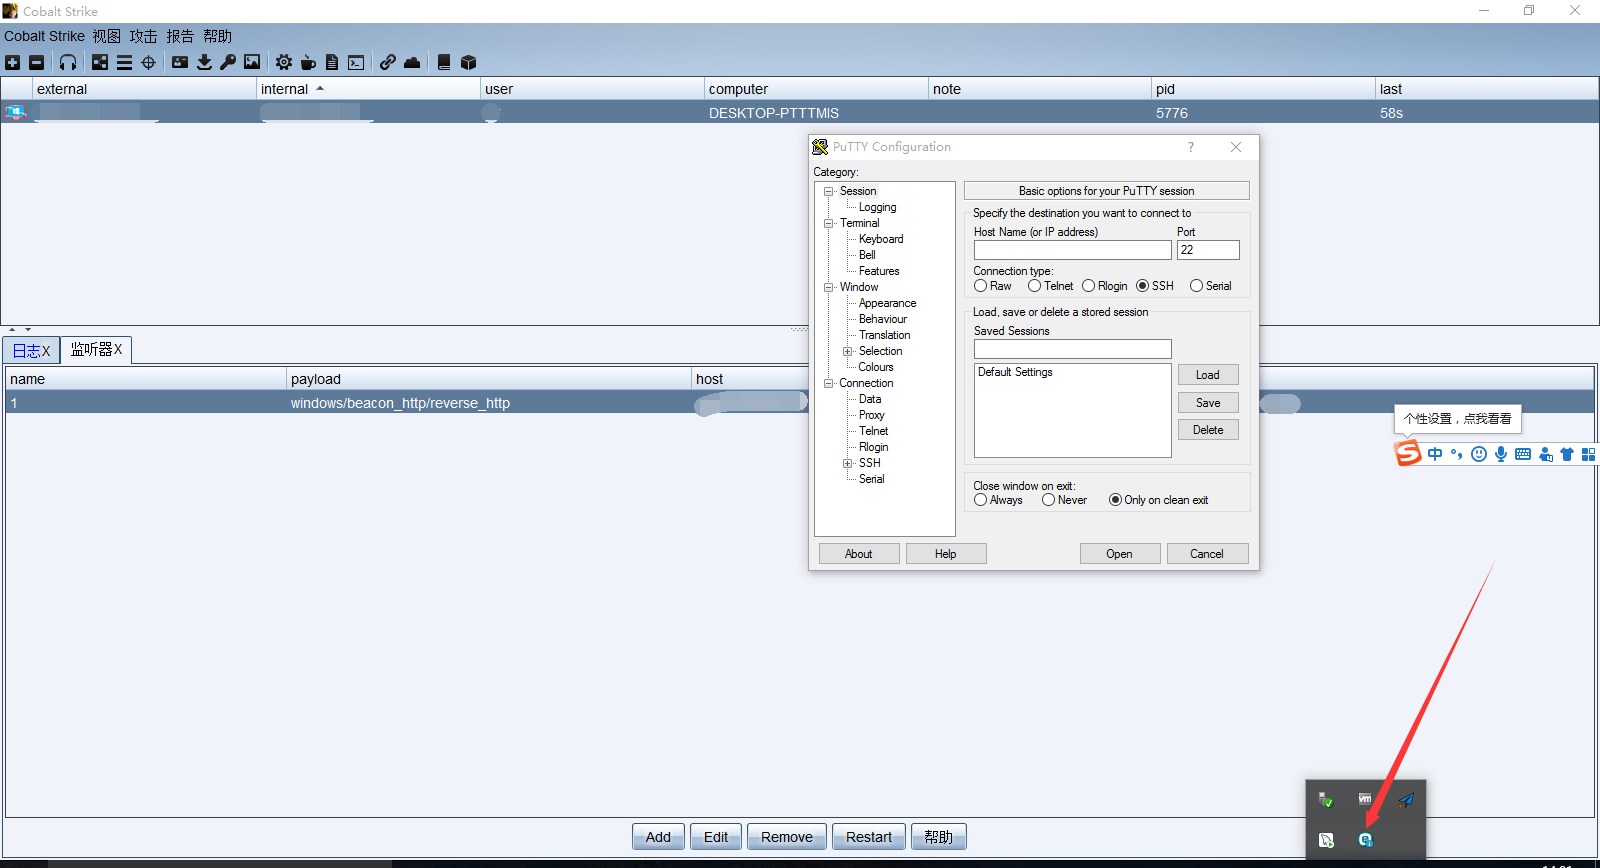 Cobalt Strike
Cobalt Strike 视图 攻击 报告 帮助
external internal user computer note pid last
DESKTOP-PTTTMIS 5776 58s
PuTTY Configuration ?
Category:
Session
Logging
Terminal
Keyboard
Bell
Features
Window
Appearance
Behaviour
Translation
Selection
Colours
Connection
Data
Proxy
Telnet
Rlogin
SSH
Serial
Basic options for your PuTTY session
Specify the destination you want to connect to
Host Name (or IP address) Port
22
Connection type:
Raw Telnet Rlogin SSH Serial
Load, save or delete a stored session
Saved Sessions
Default Settings
Load
Save
Delete
Close window on exit:
Always Never Only on clean exit
About Help Open Cancel
日志X 监听器X
name payload host
1 windows/beacon_http/reverse_http
个性设置，点我看看
S 中
vm
Add Edit Remove Restart 帮助